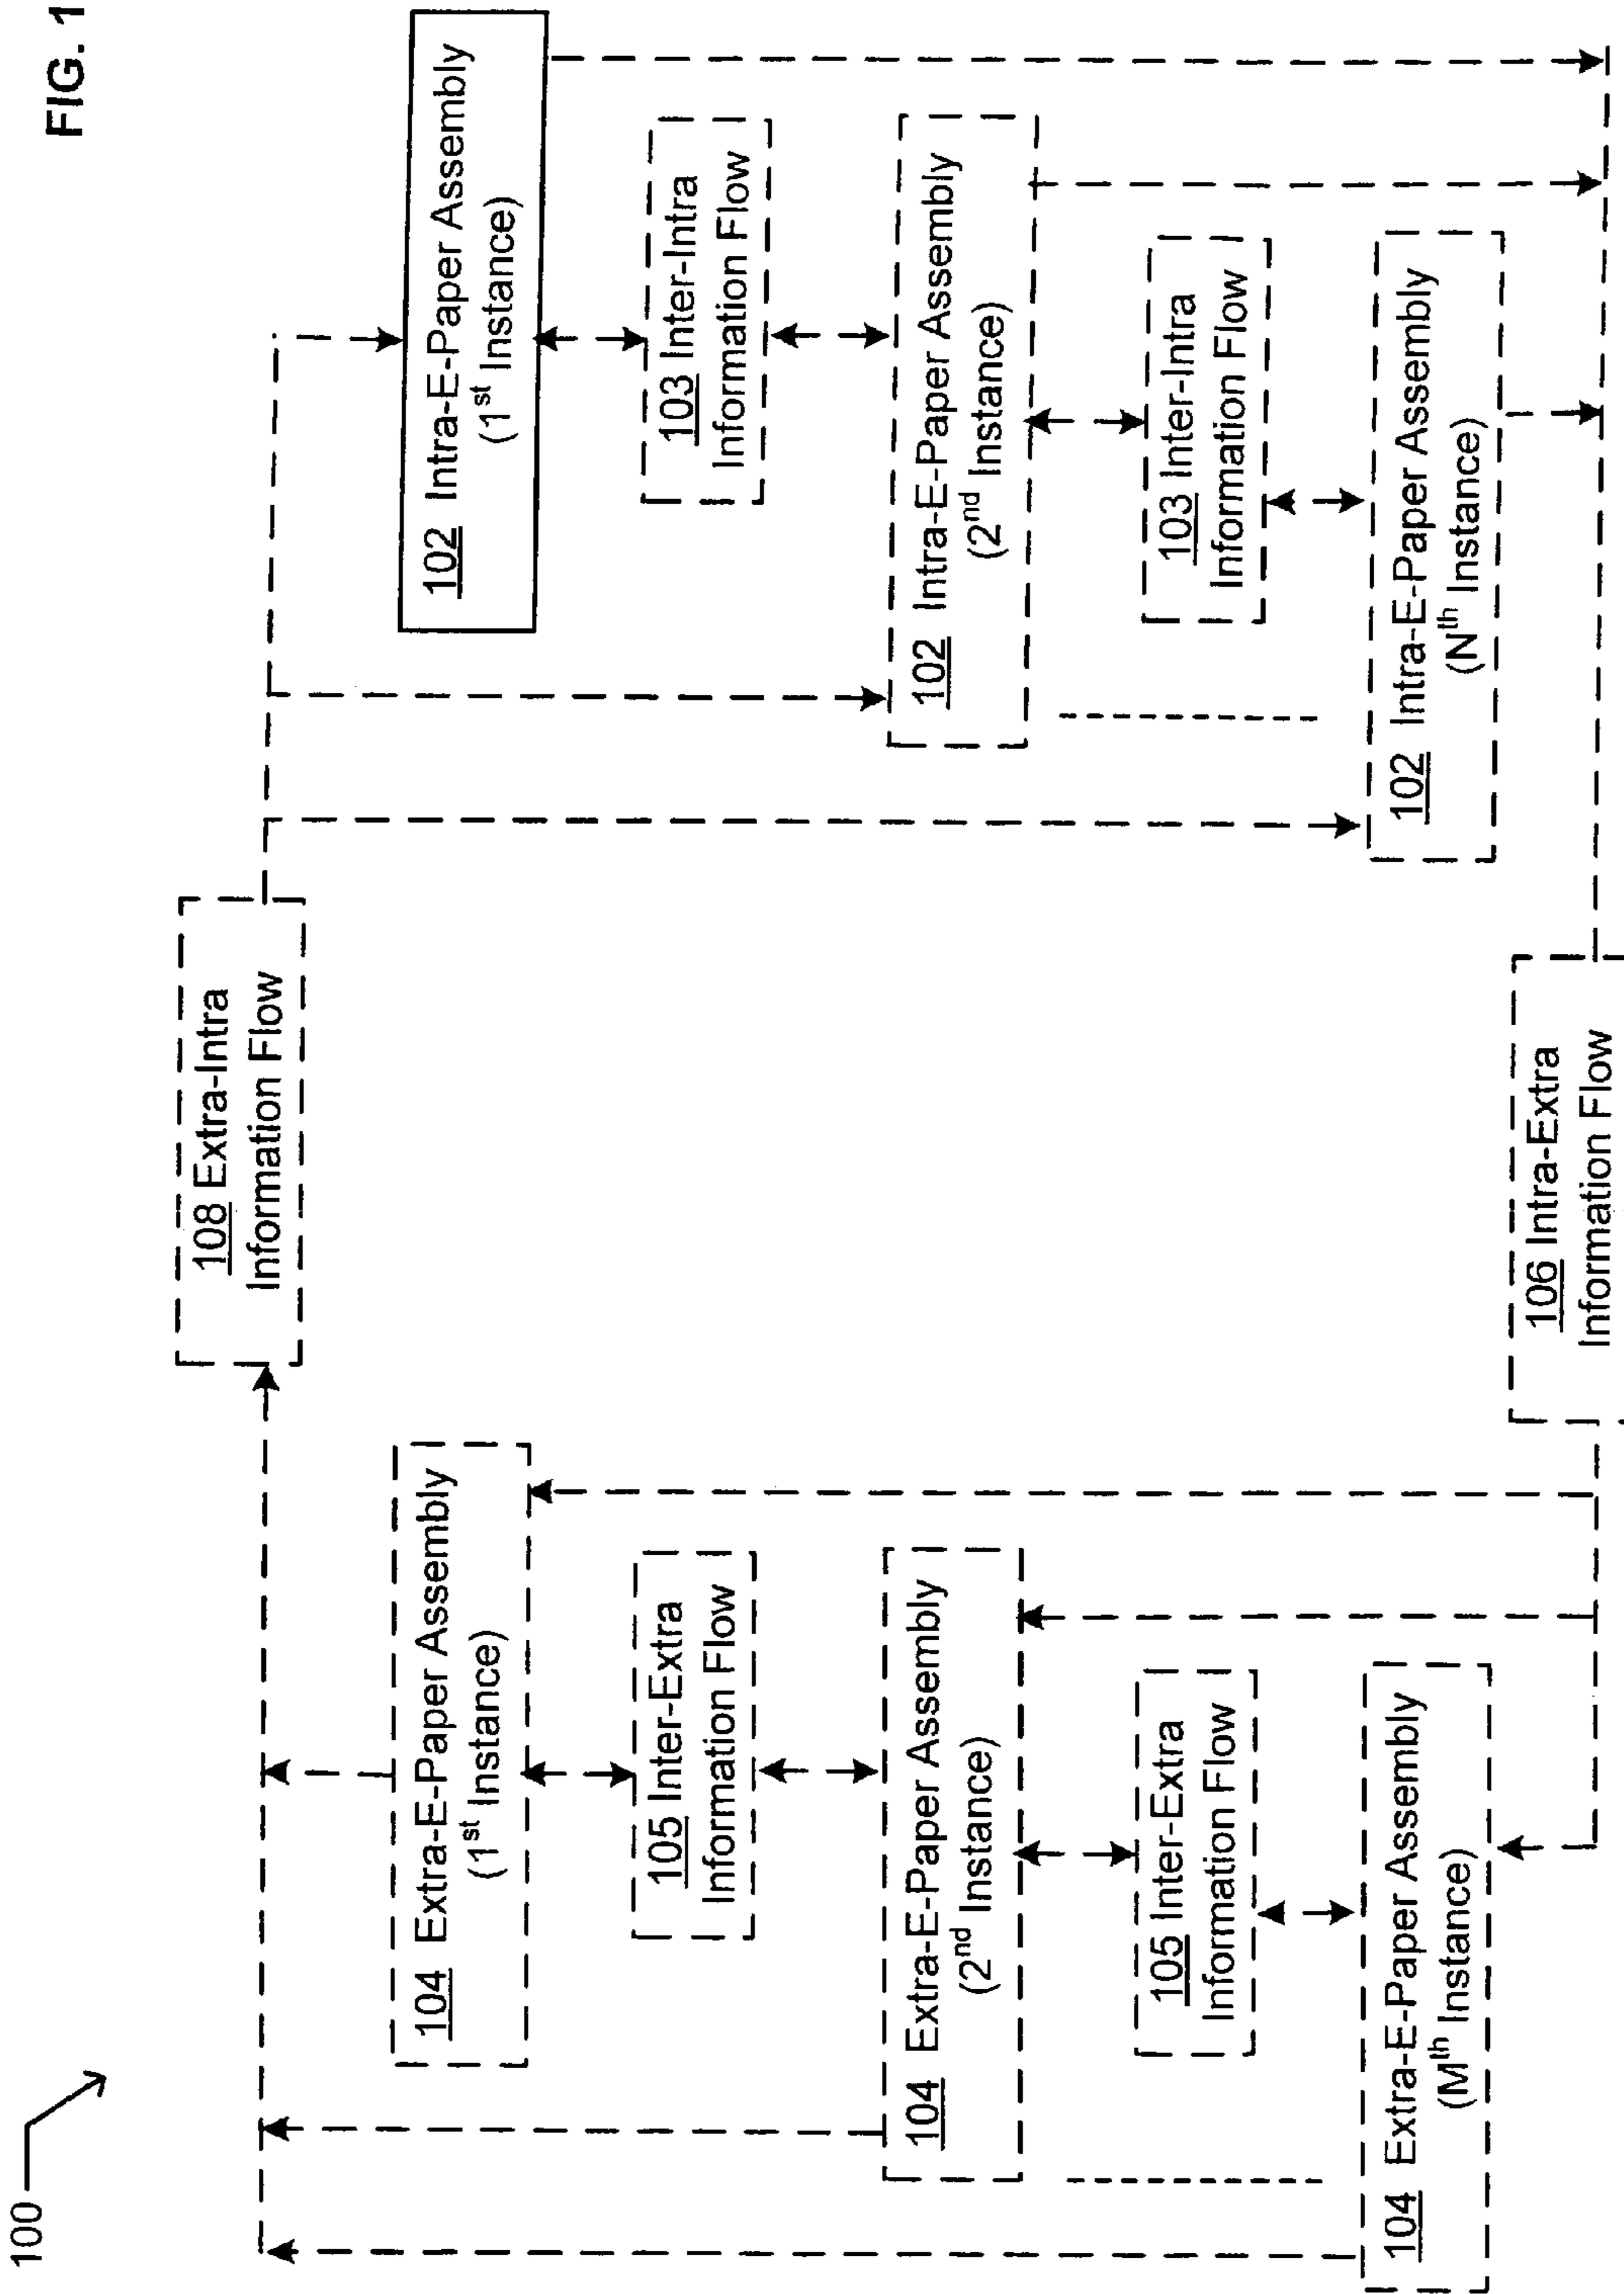 FIG. 1
100
108 Extra-Intra
Information Flow
104 Extra-E-Paper Assembly
(1st Instance)
102 Intra-E-Paper Assembly
(1st Instance)
105 Inter-Extra
Information Flow
103 Inter-Intra
Information Flow
104 Extra-E-Paper Assembly
(2nd Instance)
102 Intra-E-Paper Assembly
(2nd Instance)
105 Inter-Extra
Information Flow
103 Inter-Intra
Information Flow
104 Extra-E-Paper Assembly
(Mth Instance)
102 Intra-E-Paper Assembly
(Nth Instance)
106 Intra-Extra
Information Flow